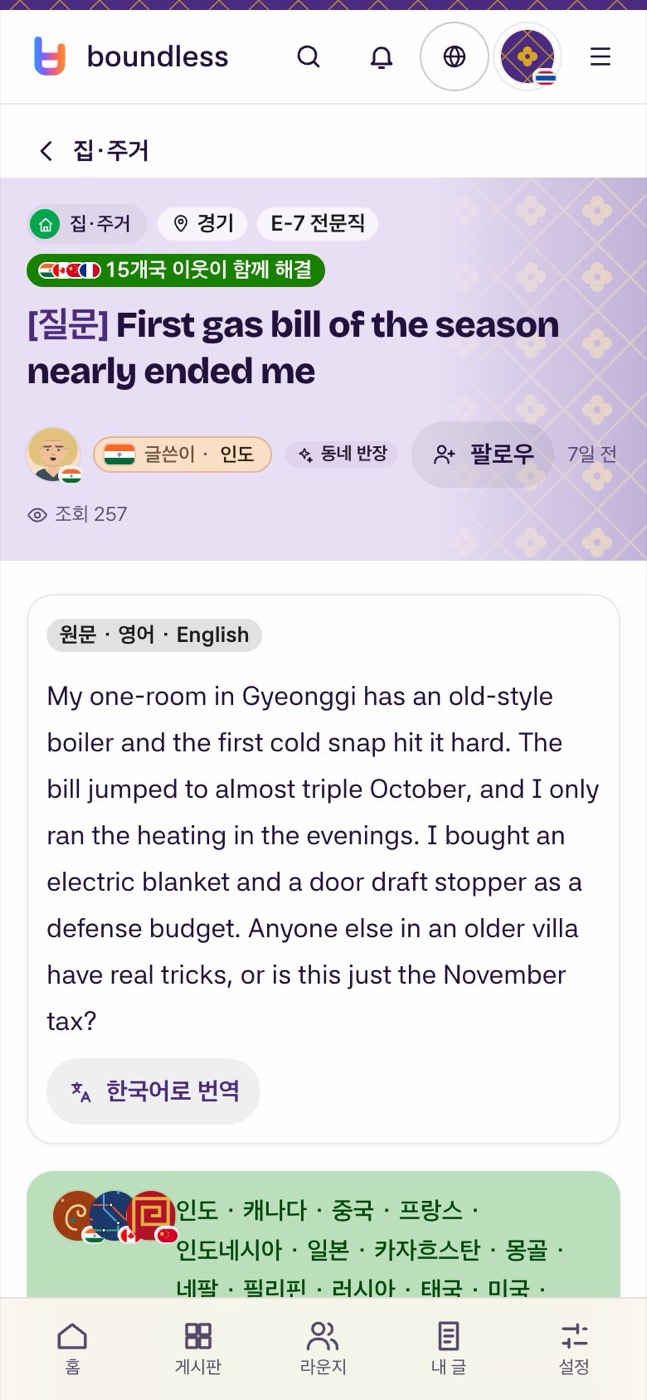 boundless
집·주거
집·주거
경기
E-7 전문직
15개국 이웃이 함께 해결
[질문] First gas bill of the season
nearly ended me
글쓴이 · 인도
동네 반장
팔로우
7일 전
조회 257
원문 · 영어 · English
My one-room in Gyeonggi has an old-style
boiler and the first cold snap hit it hard. The
bill jumped to almost triple October, and I only
ran the heating in the evenings. I bought an
electric blanket and a door draft stopper as a
defense budget. Anyone else in an older villa
have real tricks, or is this just the November
tax?
한국어로 번역
인도 · 캐나다 · 중국 · 프랑스 ·
인도네시아 · 일본 · 카자흐스탄 · 몽골 ·
네팔 · 필리핀 · 러시아 · 태국 · 미국 ·
홈
게시판
라운지
내 글
설정